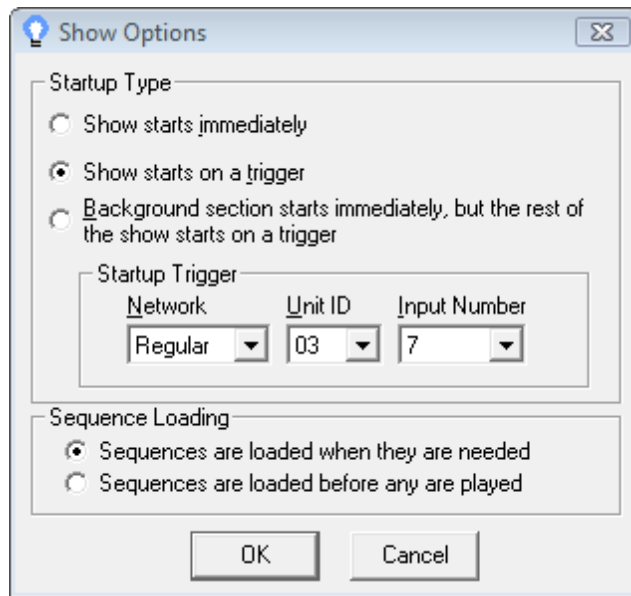 Show Options
Startup Type
Show starts immediately
Show starts on a trigger
Background section starts immediately, but the rest of
the show starts on a trigger
Startup Trigger
Network Unit ID Input Number
Regular 03 7
Sequence Loading
Sequences are loaded when they are needed
Sequences are loaded before any are played
OK Cancel